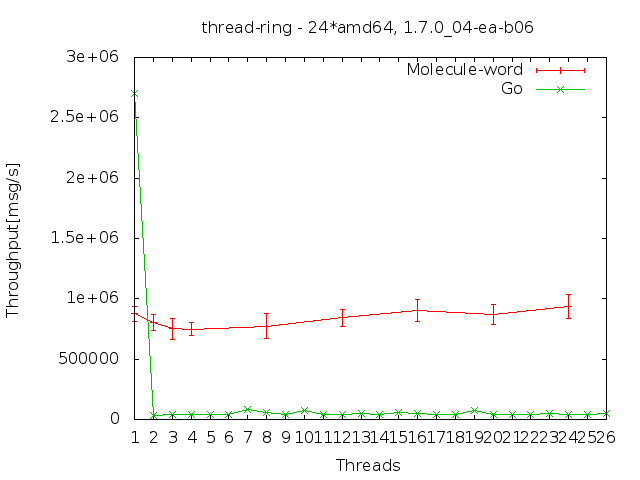 thread-ring - 24*amd64, 1.7.0_04-ea-b06
3e+06
Molecule-word
Go
2.5e+06
2e+06
1.5e+06
1e+06
500000
0
Throughput[msg/s]
1 2 3 4 5 6 7 8 9 10 11 12 13 14 15 16 17 18 19 20 21 22 23 24 25 26
Threads